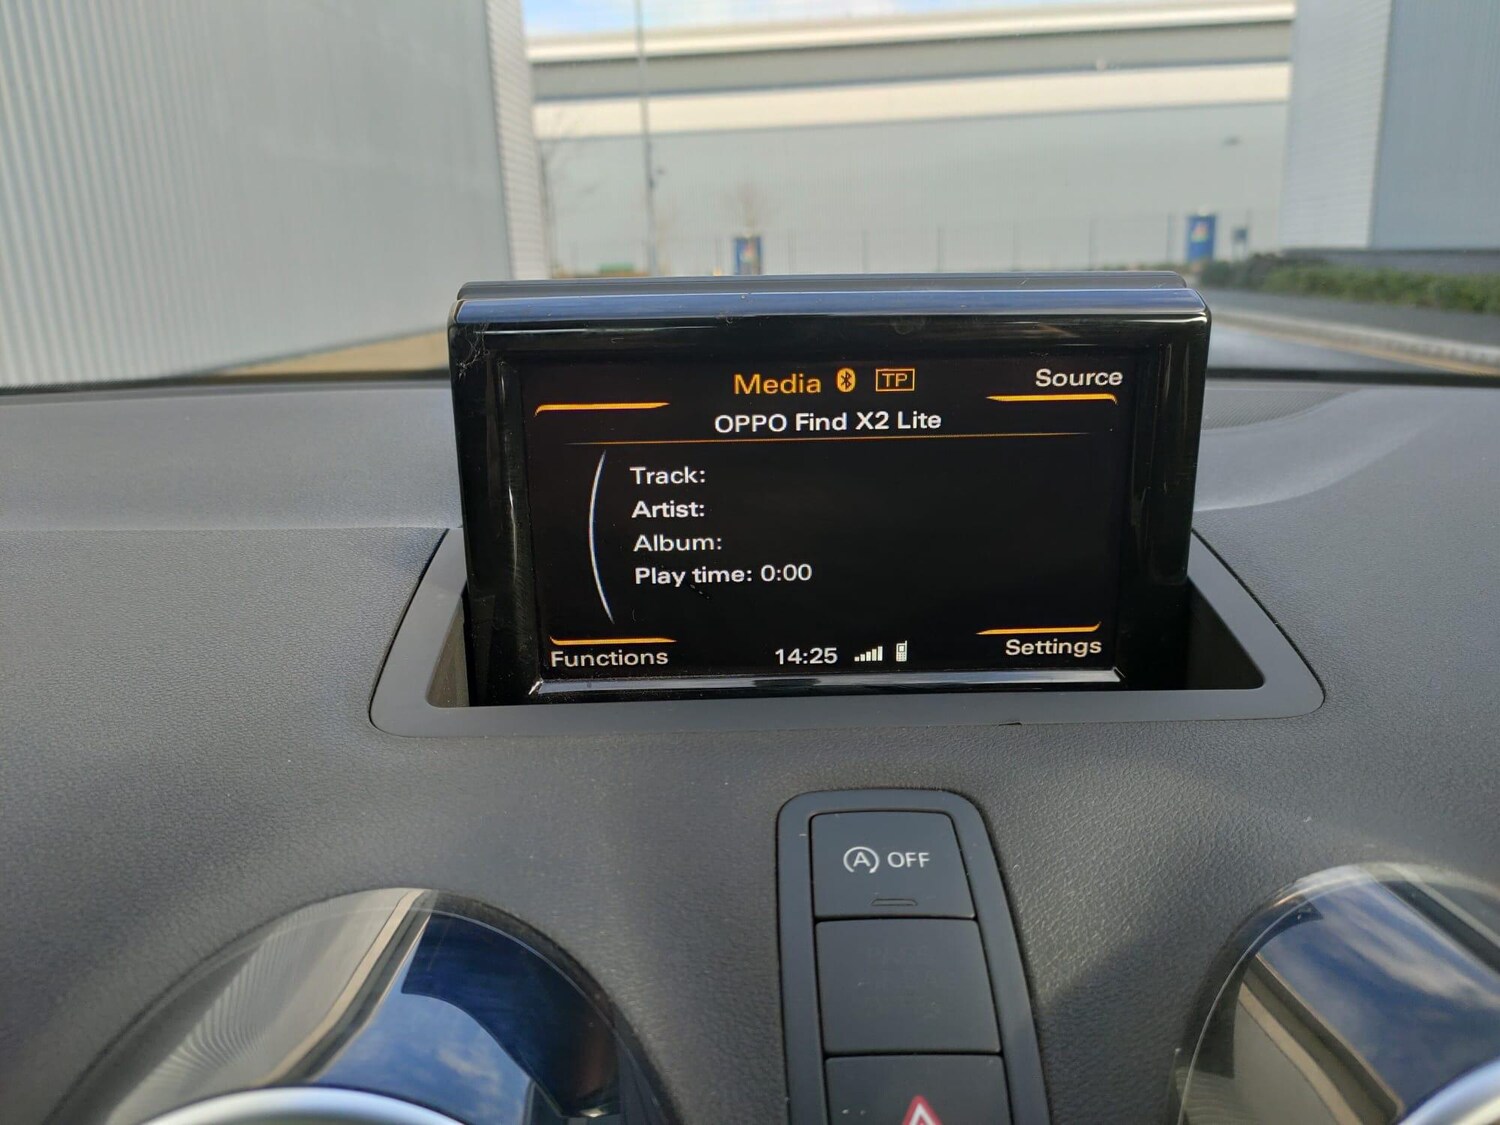 Media TP Source
OPPO Find X2 Lite
Track:
Artist:
Album:
Play time: 0:00
Functions 14:25 Settings
A OFF